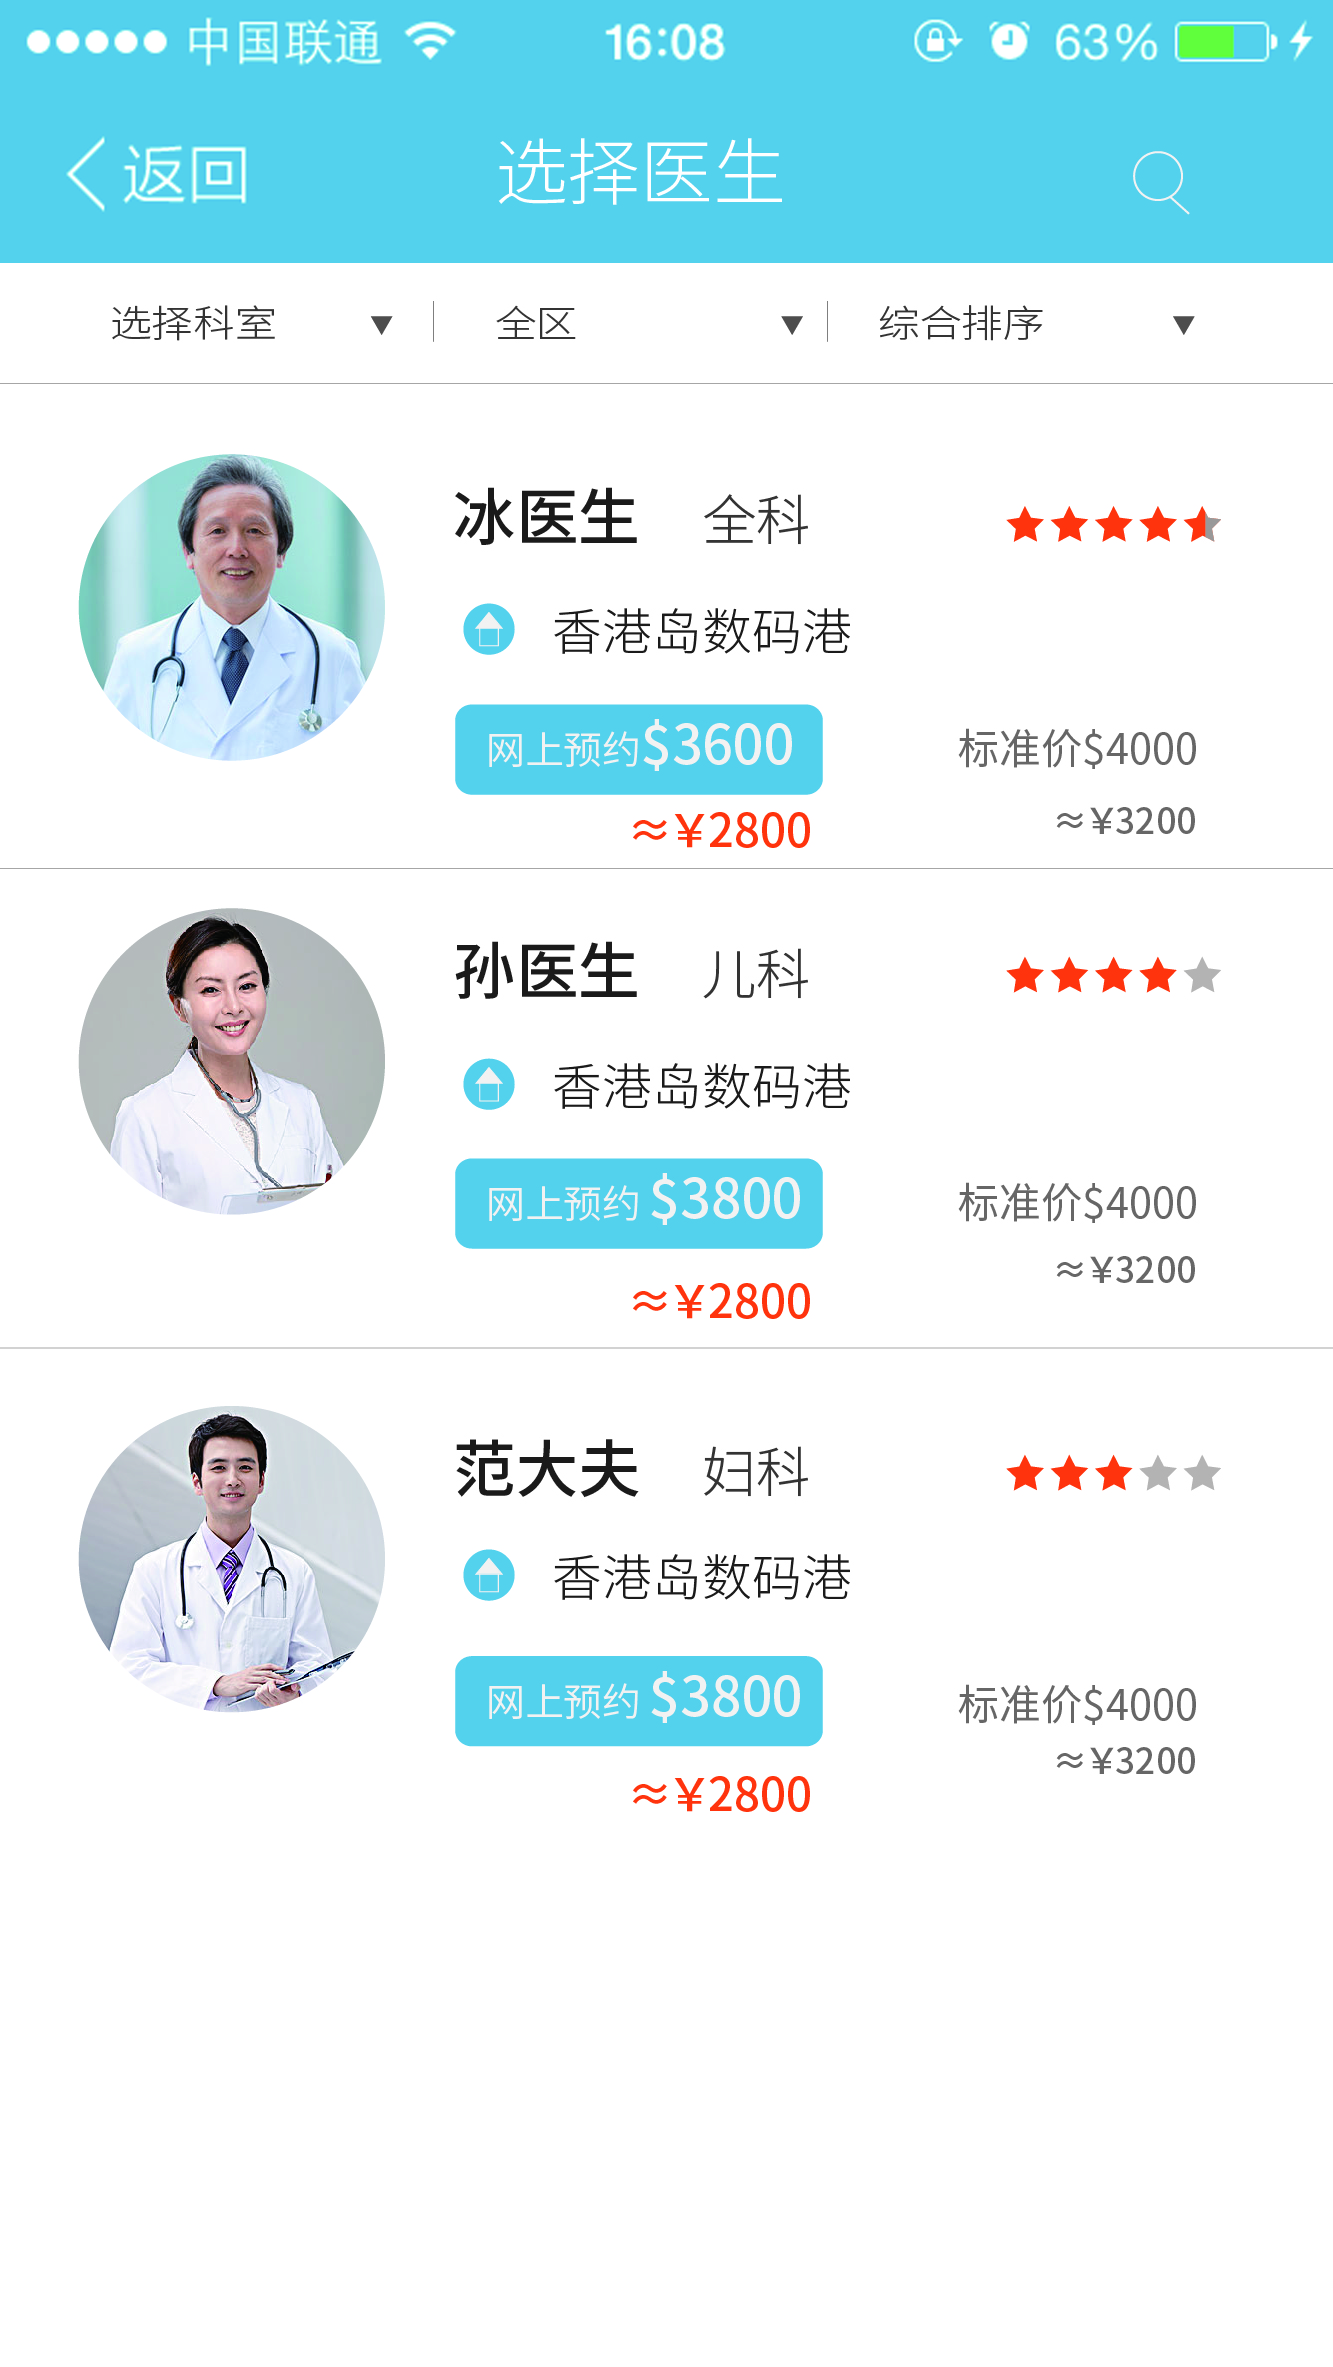 中国联通 16:08 63%
返回 选择医生
选择科室 ▼ 全区 ▼ 综合排序 ▼
冰医生 全科
香港岛数码港
网上预约$3600 标准价$4000
≈¥2800 ≈¥3200
孙医生 儿科
香港岛数码港
网上预约 $3800 标准价$4000
≈¥2800 ≈¥3200
范大夫 妇科
香港岛数码港
网上预约 $3800 标准价$4000
≈¥2800 ≈¥3200